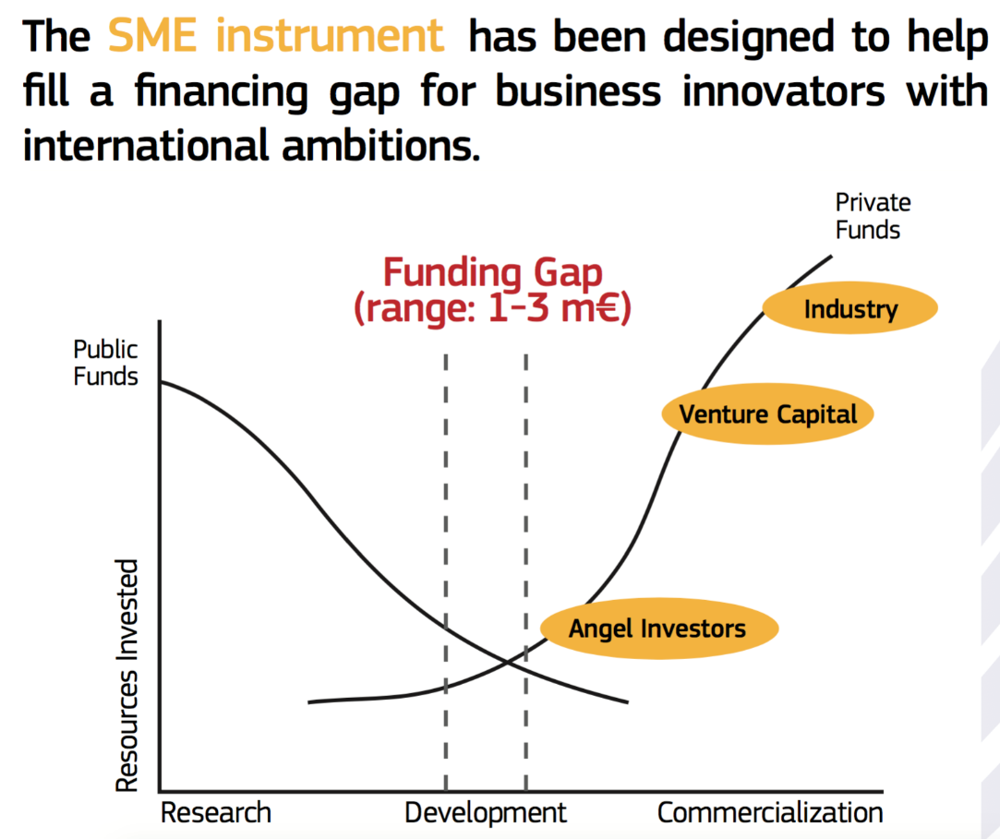 The SME instrument has been designed to help
fill a financing gap for business innovators with
international ambitions.
Private
Funds
Funding Gap
(range: 1-3 m€)
Industry
Public
Funds
Venture Capital
Angel Investors
Resources Invested
Research
Development
Commercialization